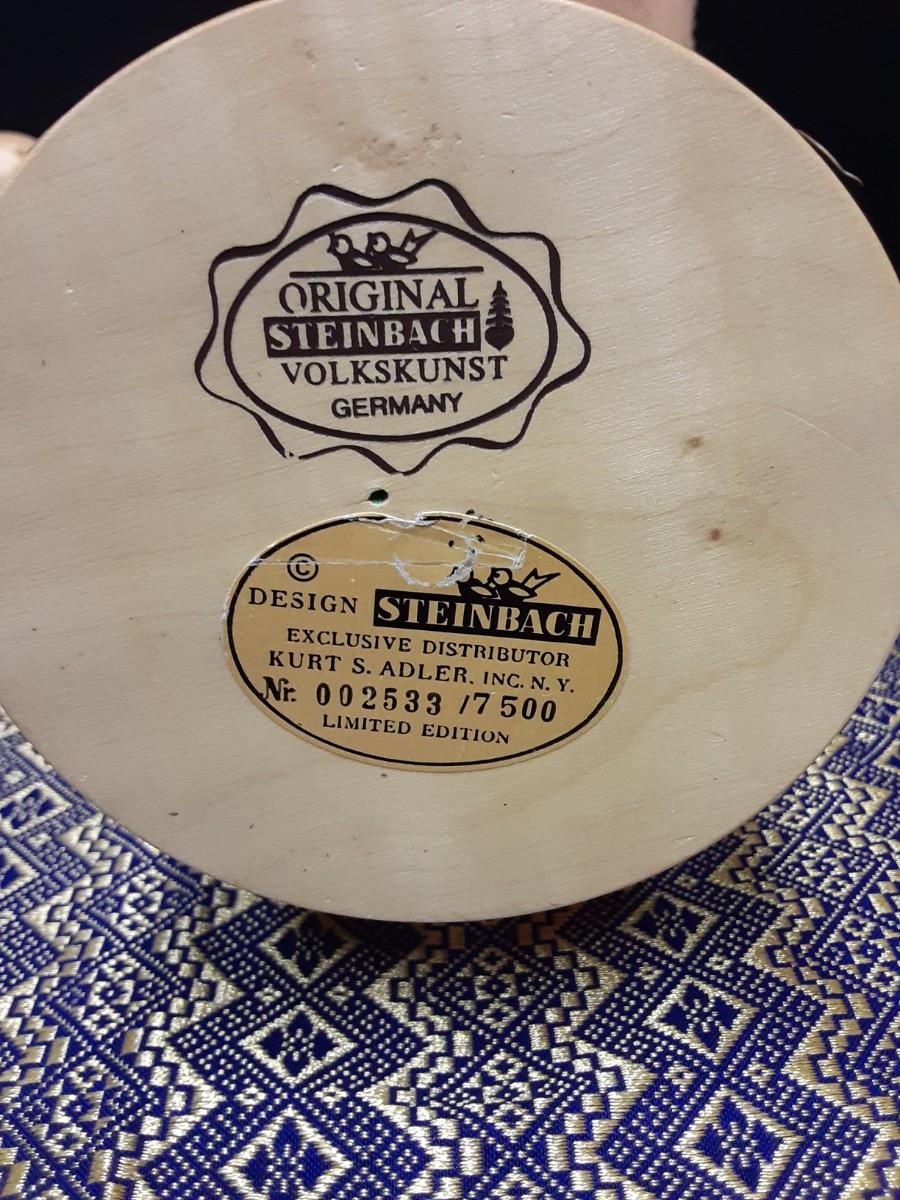 ORIGINAL
STEINBACH
VOLKSKUNST
GERMANY
©
DESIGN STEINBACH
EXCLUSIVE DISTRIBUTOR
KURT S. ADLER, INC. N. Y.
Nr. 002533 /7500
LIMITED EDITION